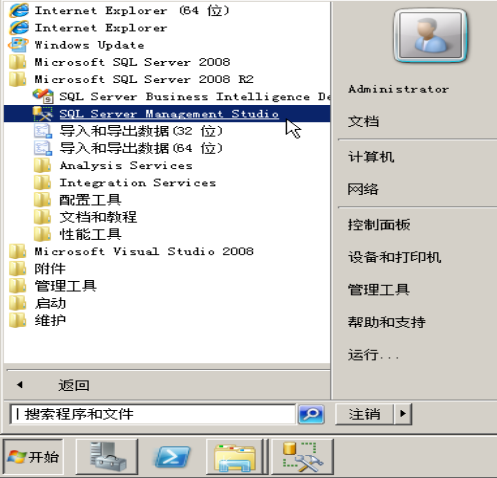 Internet Explorer (64 位)
Internet Explorer
Windows Update
Microsoft SQL Server 2008
Microsoft SQL Server 2008 R2
SQL Server Business Intelligence De
SQL Server Management Studio
导入和导出数据(32 位)
导入和导出数据(64 位)
Analysis Services
Integration Services
配置工具
文档和教程
性能工具
Microsoft Visual Studio 2008
附件
管理工具
启动
维护
返回
搜索程序和文件
Administrator
文档
计算机
网络
控制面板
设备和打印机
管理工具
帮助和支持
运行...
注销
开始